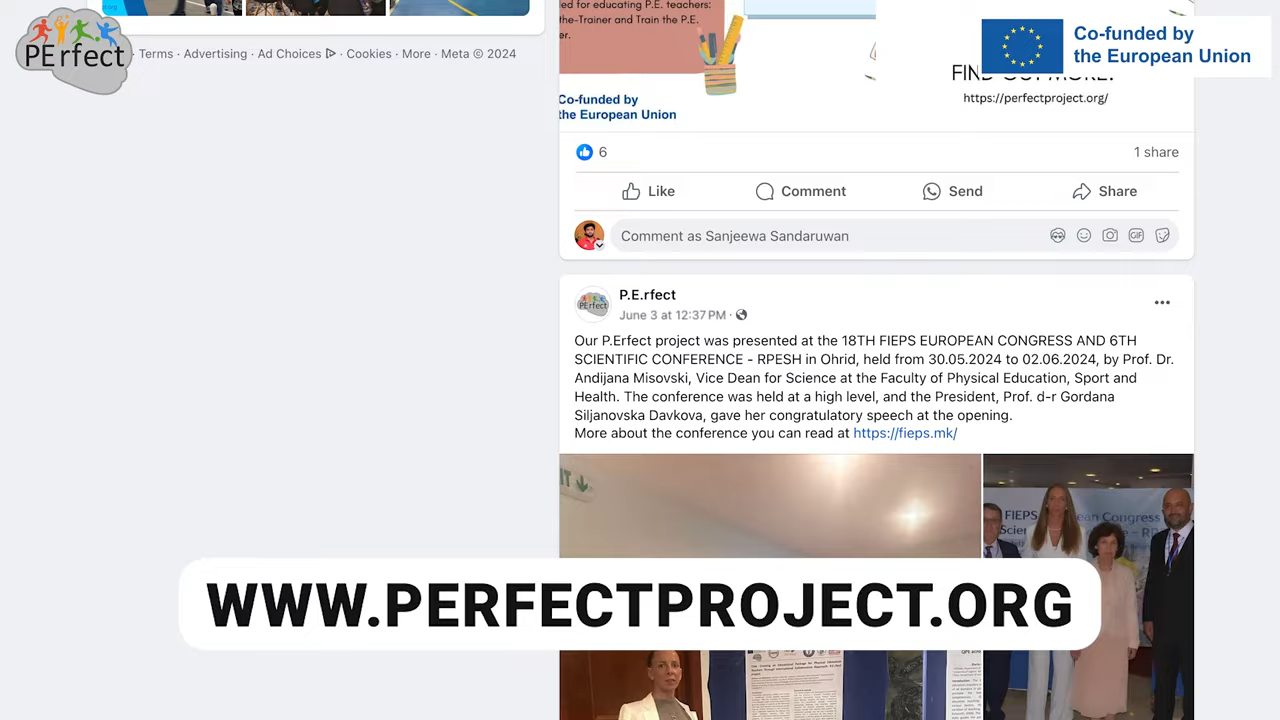 PErfect
Terms · Advertising · Ad Choices · Cookies · More · Meta © 2024
ed for educating P.E. teachers:
the-Trainer and Train the P.E.
er.
Co-funded by
the European Union
https://perfectproject.org/
Co-funded by
the European Union
6
1 share
Like
Comment
Send
Share
Comment as Sanjeewa Sandaruwan
GIF
PErfect
P.E.rfect
June 3 at 12:37 PM ·
Our P.Erfect project was presented at the 18TH FIEPS EUROPEAN CONGRESS AND 6TH
SCIENTIFIC CONFERENCE - RPESH in Ohrid, held from 30.05.2024 to 02.06.2024, by Prof. Dr.
Andijana Misovski, Vice Dean for Science at the Faculty of Physical Education, Sport and
Health. The conference was held at a high level, and the President, Prof. d-r Gordana
Siljanovska Davkova, gave her congratulatory speech at the opening.
More about the conference you can read at https://fieps.mk/
FIEPS
an Congress
WWW.PERFECTPROJECT.ORG